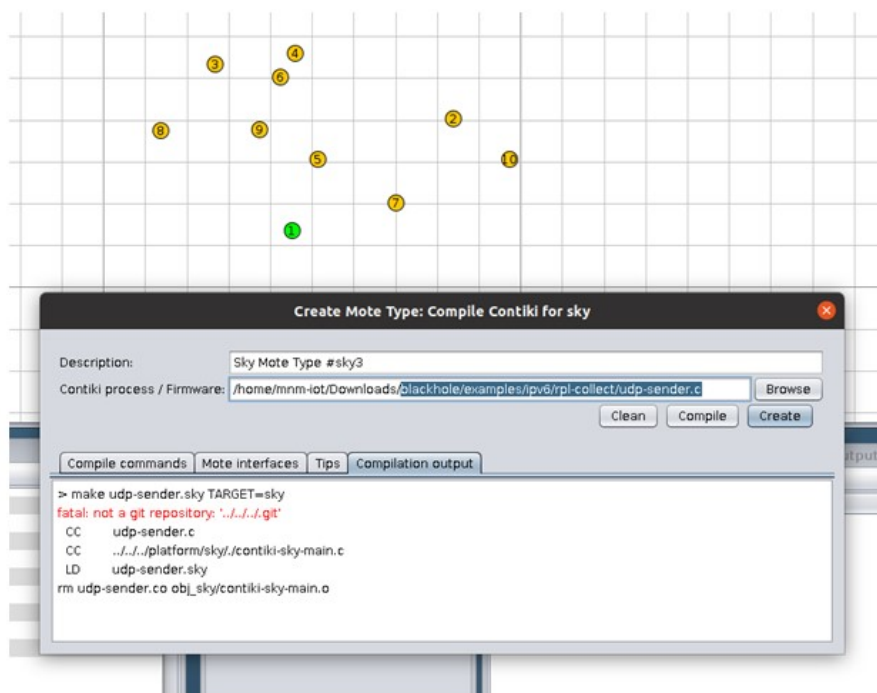 4
3
6
2
8
9
5
10
7
1
Create Mote Type: Compile Contiki for sky
Description:
Sky Mote Type #sky3
Contiki process / Firmware:
/home/mnm-iot/Downloads/blackhole/examples/ipv6/rpl-collect/udp-sender.c
Browse
Clean
Compile
Create
Compile commands
Mote interfaces
Tips
Compilation output
> make udp-sender.sky TARGET=sky
fatal: not a git repository: '../../../.git'
CC udp-sender.c
CC ../../../platform/sky/./contiki-sky-main.c
LD udp-sender.sky
rm udp-sender.co obj_sky/contiki-sky-main.o